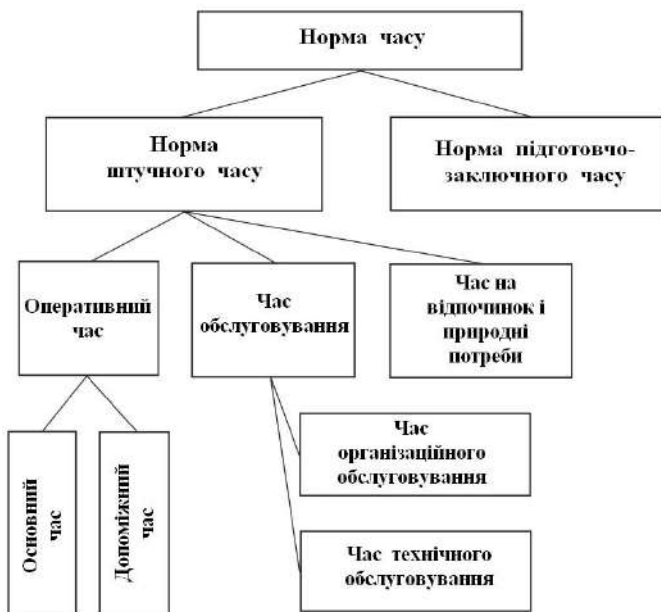 Норма часу
Норма
штучного часу
Норма підготовчо-
заключного часу
Оперативний
час
Час
обслуговування
Час на
відпочинок і
природні
потреби
Основний
час
Допоміжний
час
Час
організаційного
обслуговування
Час технічного
обслуговування